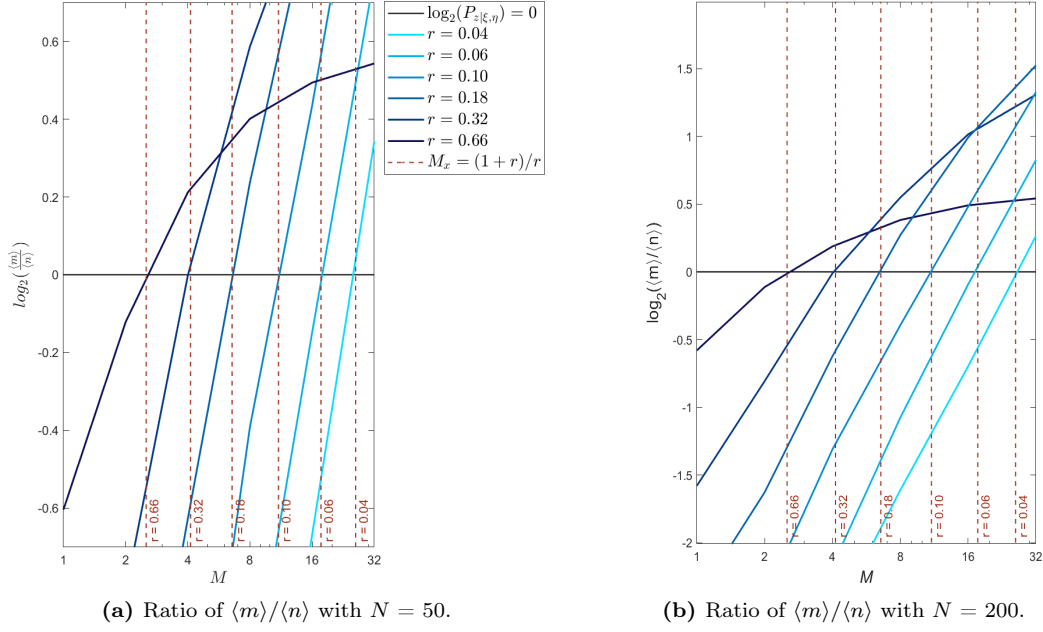 0.6
0.4
0.2
0
-0.2
-0.4
-0.6
log₂(⟨m⟩/⟨n⟩)
1 2 4 8 16 32
M
r = 0.66
r = 0.32
r = 0.18
r = 0.10
r = 0.06
r = 0.04
log₂(P_{z|ξ,η}) = 0
r = 0.04
r = 0.06
r = 0.10
r = 0.18
r = 0.32
r = 0.66
M_x = (1 + r)/r
(a) Ratio of ⟨m⟩/⟨n⟩ with N = 50.
1.5
1
0.5
0
-0.5
-1
-1.5
-2
log₂(⟨m⟩/⟨n⟩)
1 2 4 8 16 32
M
r = 0.66
r = 0.32
r = 0.18
r = 0.10
r = 0.06
r = 0.04
(b) Ratio of ⟨m⟩/⟨n⟩ with N = 200.